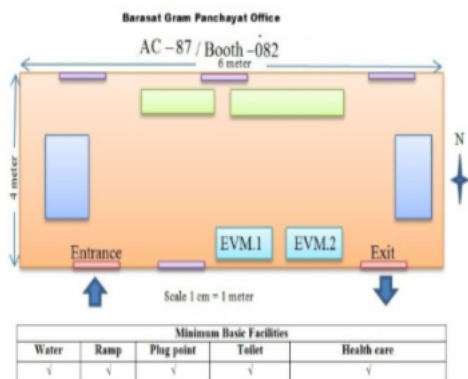 Barasat Gram Panchayat Office
AC – 87 / Booth –082
6 meter
4 meter
N
EVM.1 EVM.2
Entrance Exit
Scale 1 cm = 1 meter
Minimum Basic Facilities
Water Ramp Plug point Toilet Health care
√ √ √ √ √